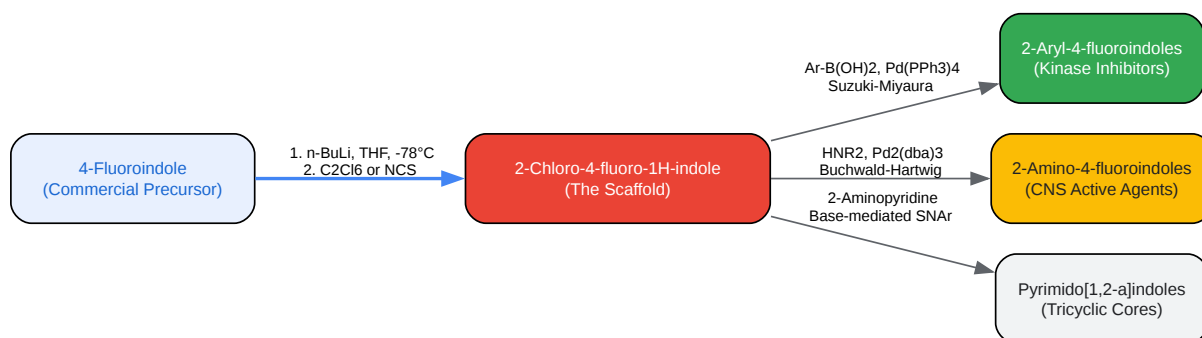 4-Fluoroindole
(Commercial Precursor)
1. n-BuLi, THF, -78°C
2. C2Cl6 or NCS
2-Chloro-4-fluoro-1H-indole
(The Scaffold)
Ar-B(OH)2, Pd(PPh3)4
Suzuki-Miyaura
2-Aryl-4-fluoroindoles
(Kinase Inhibitors)
HNR2, Pd2(dba)3
Buchwald-Hartwig
2-Amino-4-fluoroindoles
(CNS Active Agents)
2-Aminopyridine
Base-mediated SNAr
Pyrimido[1,2-a]indoles
(Tricyclic Cores)